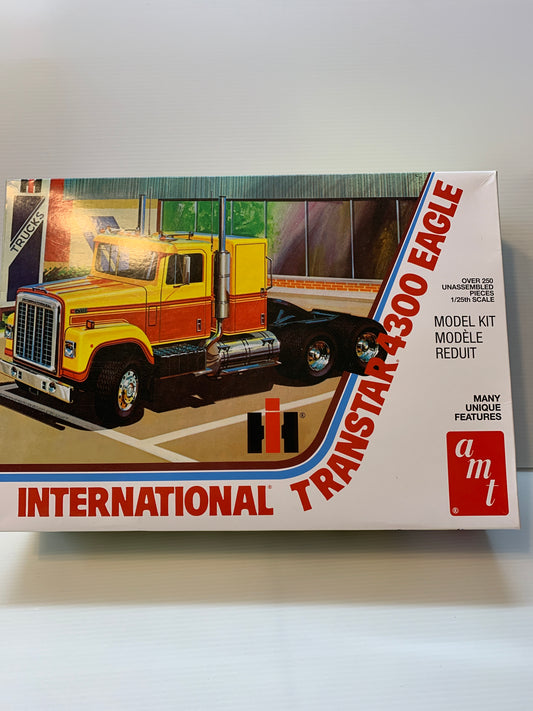 TRUCKS
INTERNATIONAL® TRANSTAR 4300 EAGLE
OVER 250
UNASSEMBLED
PIECES
1/25th SCALE
MODEL KIT
MODÈLE
REDUIT
MANY
UNIQUE
FEATURES
IH®
amt
®